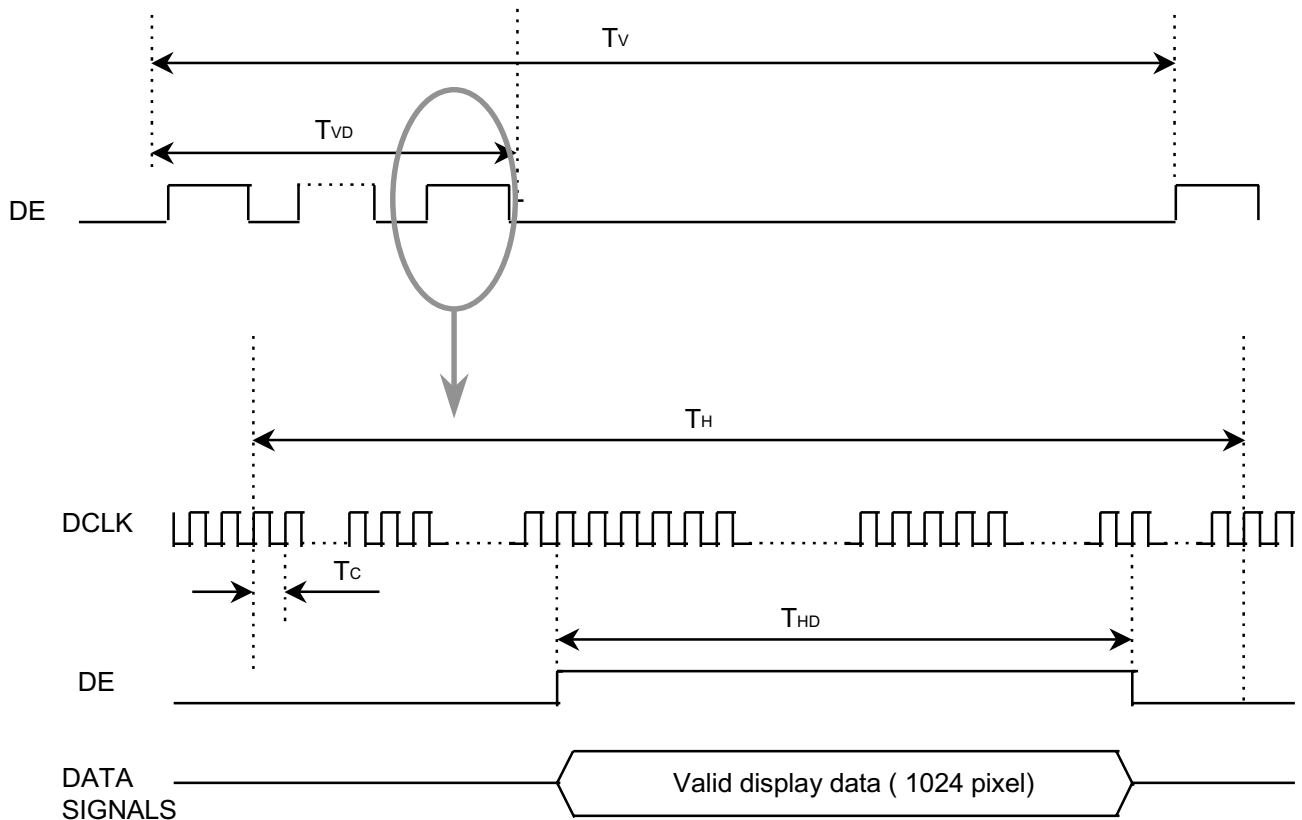 Tv
TVD
DE
TH
DCLK
Tc
THD
DE
Valid display data ( 1024 pixel)
DATA
SIGNALS